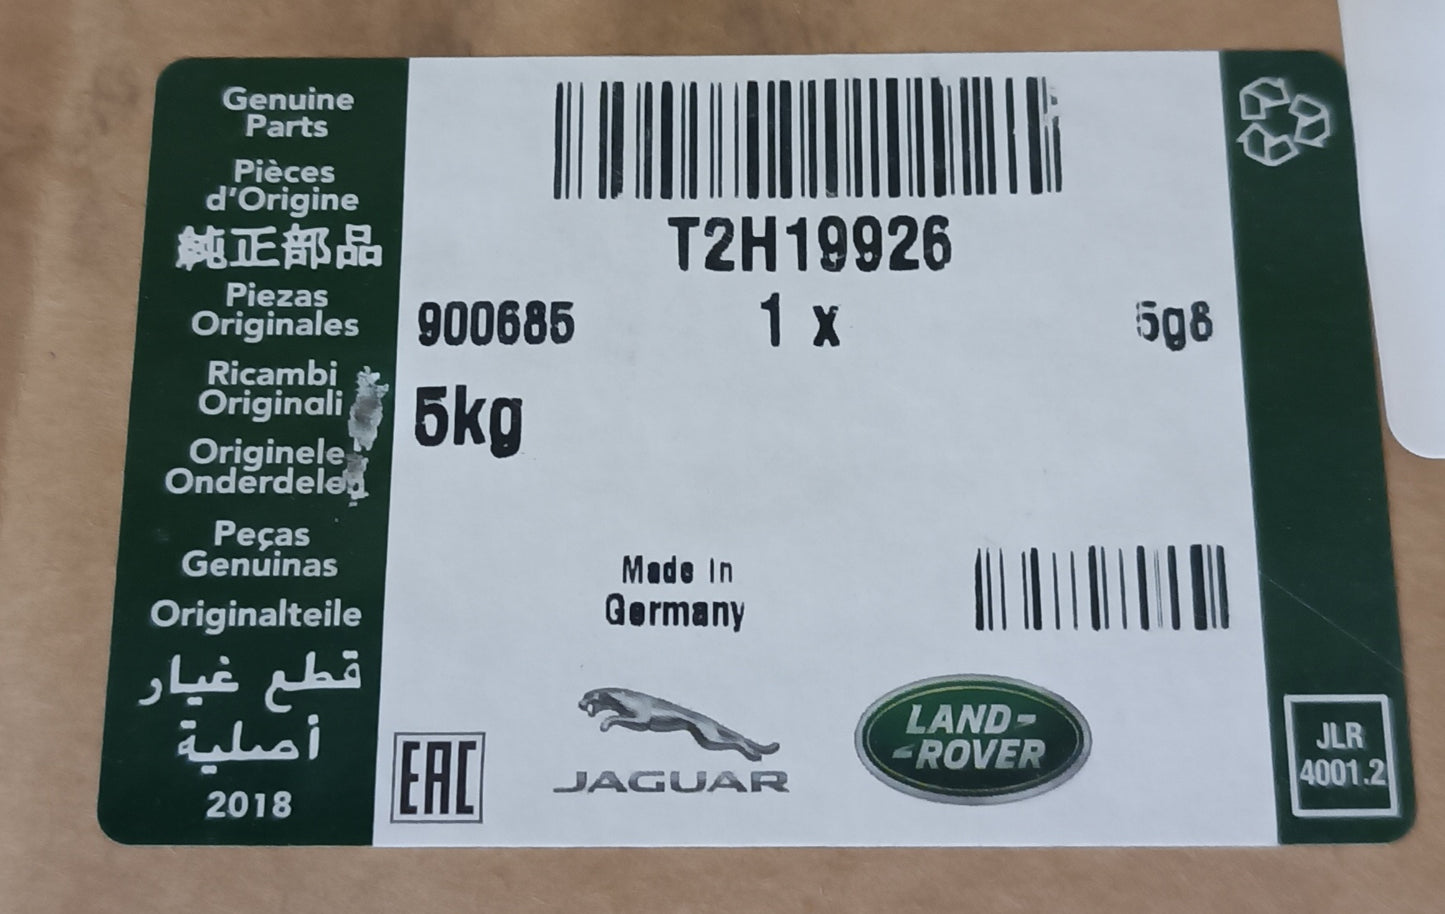 Genuine
Parts
Pièces
d'Origine
純正部品
Piezas
Originales
Ricambi
Originali
Originele
Onderdelen
Peças
Genuinas
Originalteile
قطع غيار
أصلية
2018
T2H19926
900685 1 x 5g8
5kg
Made in
Germany
EAC
JAGUAR
LAND-
-ROVER
JLR
4001.2